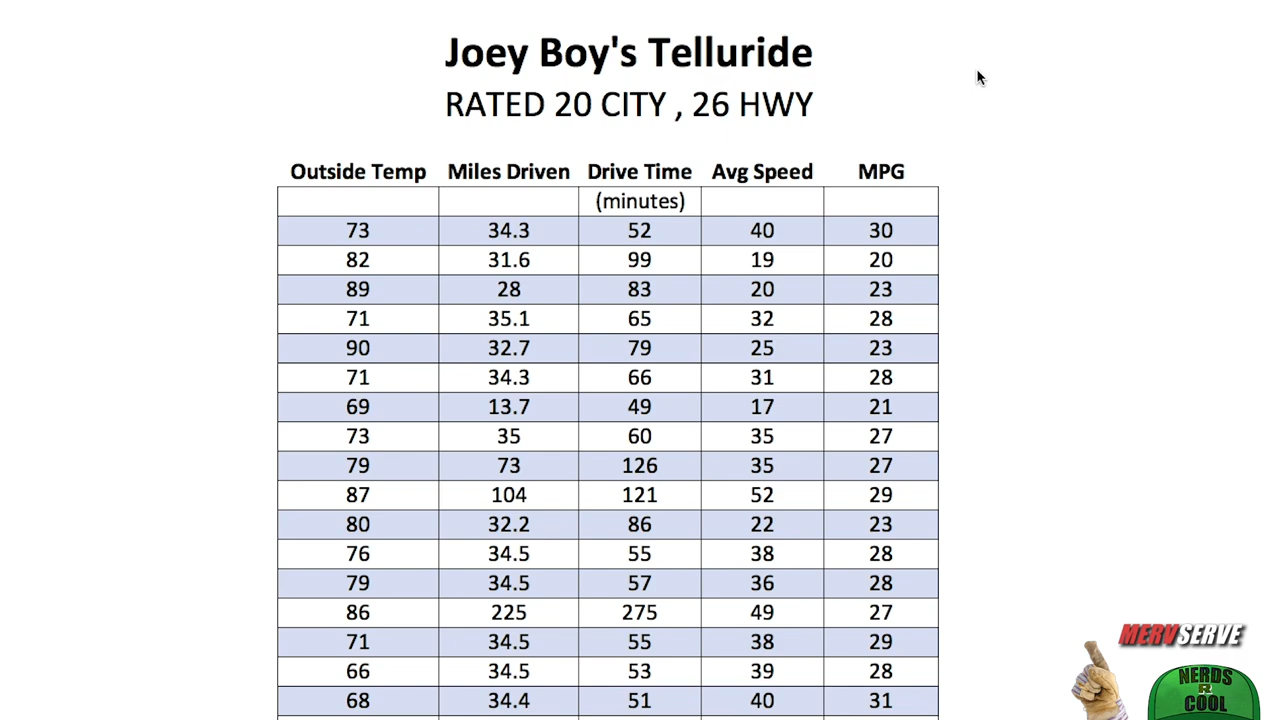 Joey Boy's Telluride
RATED 20 CITY , 26 HWY
Outside Temp Miles Driven Drive Time Avg Speed MPG
(minutes)
73 34.3 52 40 30
82 31.6 99 19 20
89 28 83 20 23
71 35.1 65 32 28
90 32.7 79 25 23
71 34.3 66 31 28
69 13.7 49 17 21
73 35 60 35 27
79 73 126 35 27
87 104 121 52 29
80 32.2 86 22 23
76 34.5 55 38 28
79 34.5 57 36 28
86 225 275 49 27
71 34.5 55 38 29
66 34.5 53 39 28
68 34.4 51 40 31
MERVSERVE
NERDS
R
COOL